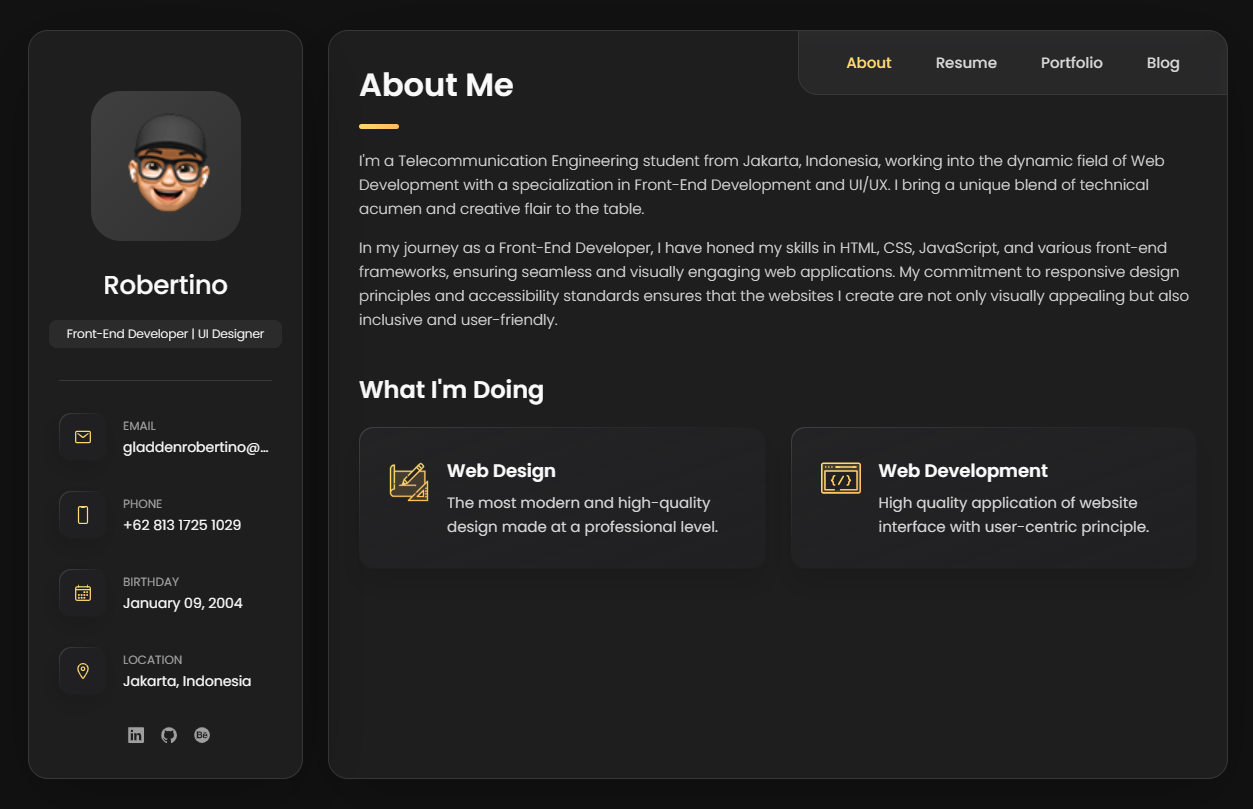 Robertino
Front-End Developer | UI Designer
EMAIL
gladdenrobertino@...
PHONE
+62 813 1725 1029
BIRTHDAY
January 09, 2004
LOCATION
Jakarta, Indonesia
in
Bē
About Resume Portfolio Blog
About Me
I'm a Telecommunication Engineering student from Jakarta, Indonesia, working into the dynamic field of Web
Development with a specialization in Front-End Development and UI/UX. I bring a unique blend of technical
acumen and creative flair to the table.
In my journey as a Front-End Developer, I have honed my skills in HTML, CSS, JavaScript, and various front-end
frameworks, ensuring seamless and visually engaging web applications. My commitment to responsive design
principles and accessibility standards ensures that the websites I create are not only visually appealing but also
inclusive and user-friendly.
What I'm Doing
Web Design
The most modern and high-quality
design made at a professional level.
Web Development
High quality application of website
interface with user-centric principle.